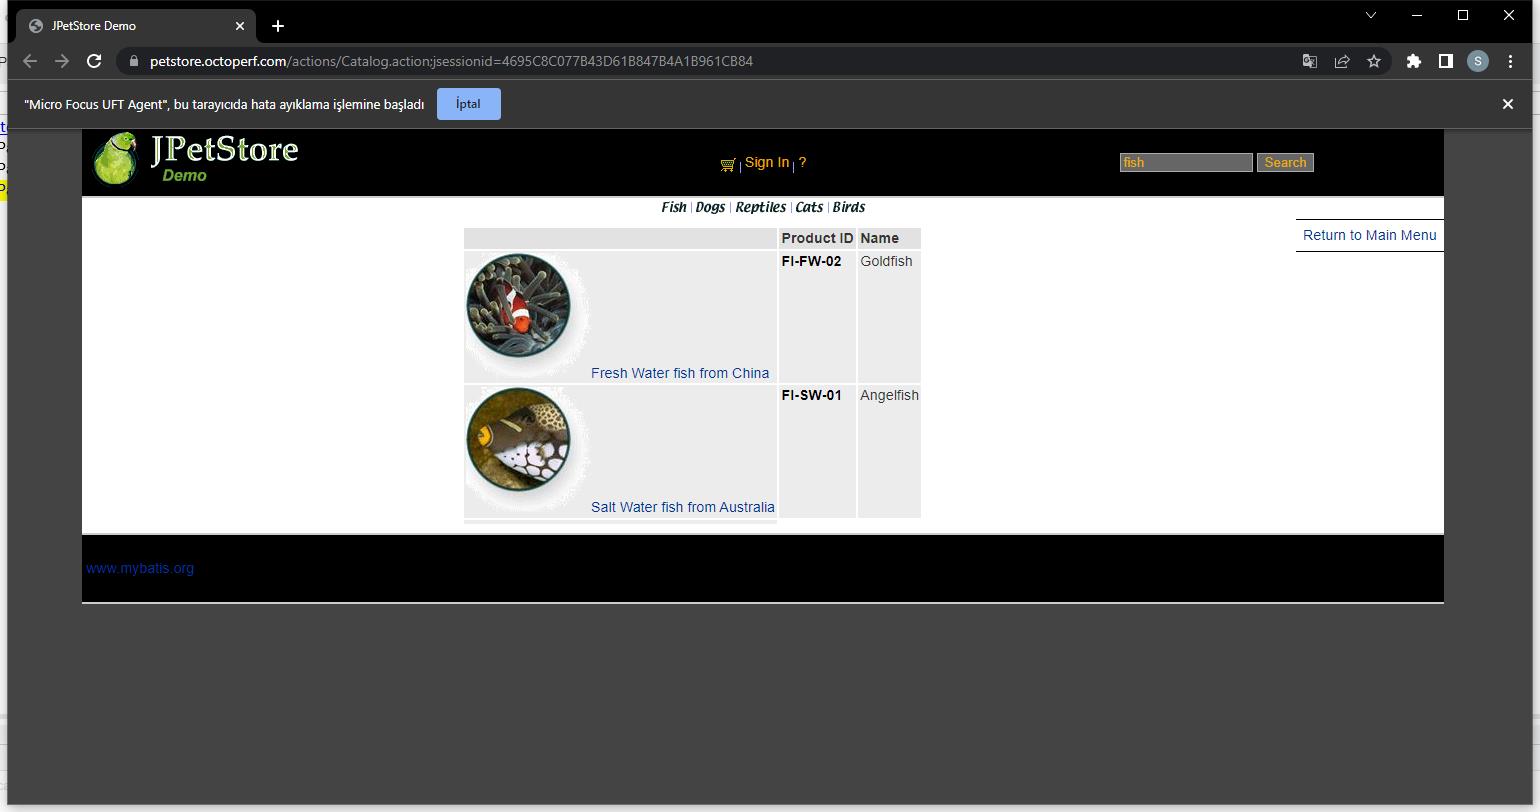 JPetStore Demo
petstore.octoperf.com/actions/Catalog.action;jsessionid=4695C8C077B43D61B847B4A1B961CB84
S
"Micro Focus UFT Agent", bu tarayıcıda hata ayıklama işlemine başladı İptal
JPetStore
Demo
Sign In | ?
fish Search
Fish | Dogs | Reptiles | Cats | Birds
Return to Main Menu
Product ID Name
FI-FW-02 Goldfish
Fresh Water fish from China
FI-SW-01 Angelfish
Salt Water fish from Australia
www.mybatis.org